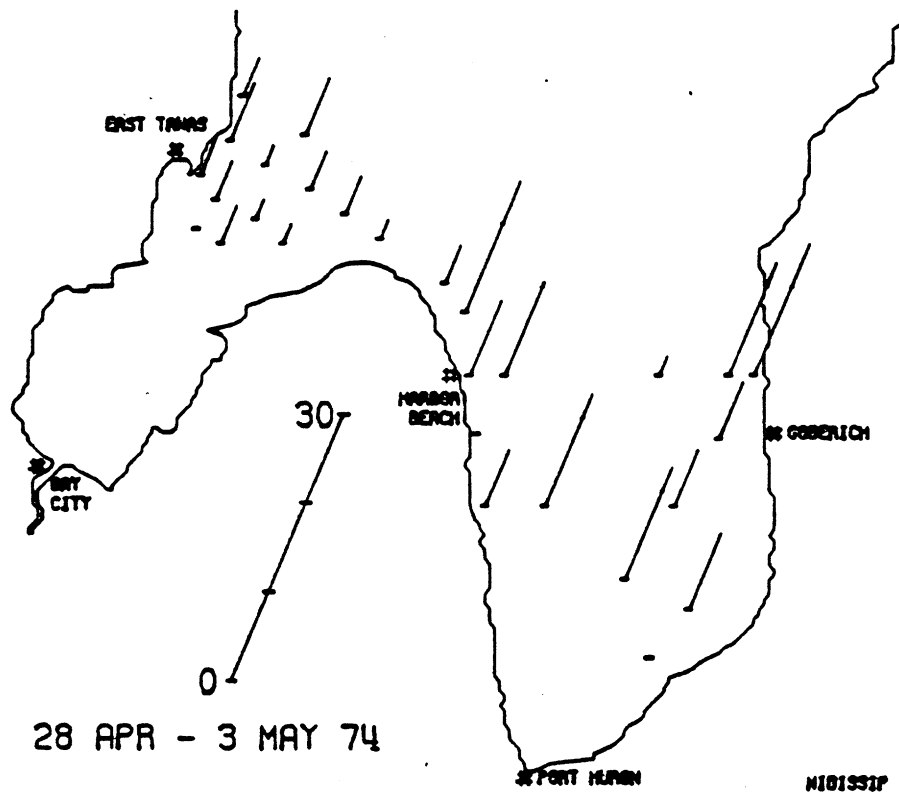 EAST TAWAS
HARBOR
BEACH
30
GODERICH
BAY
CITY
0
28 APR - 3 MAY 74
PORT HURON